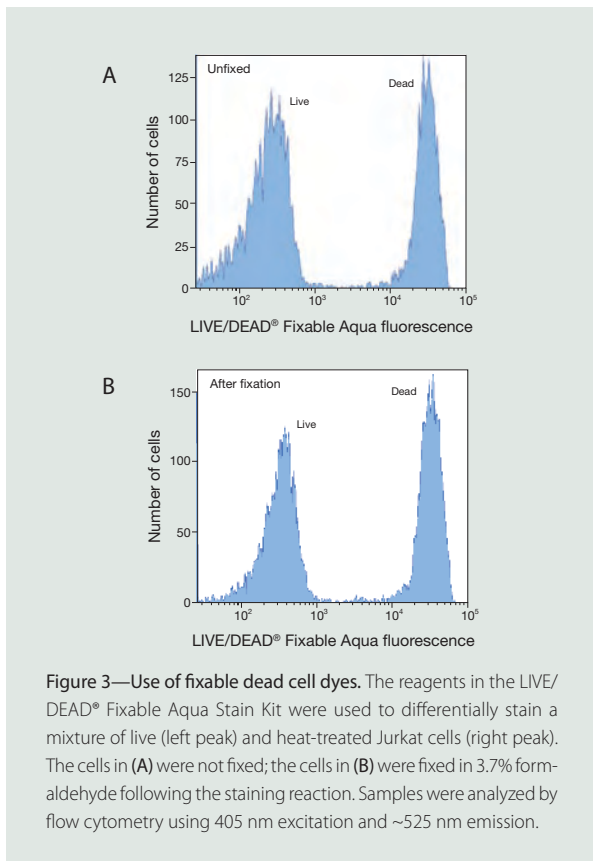 A
Unfixed
Live
Dead
125
100
75
50
25
0
Number of cells
10²
10³
10⁴
10⁵
LIVE/DEAD® Fixable Aqua fluorescence
B
After fixation
Live
Dead
150
100
50
0
Number of cells
10²
10³
10⁴
10⁵
LIVE/DEAD® Fixable Aqua fluorescence
Figure 3—Use of fixable dead cell dyes. The reagents in the LIVE/
DEAD® Fixable Aqua Stain Kit were used to differentially stain a
mixture of live (left peak) and heat-treated Jurkat cells (right peak).
The cells in (A) were not fixed; the cells in (B) were fixed in 3.7% form-
aldehyde following the staining reaction. Samples were analyzed by
flow cytometry using 405 nm excitation and ~525 nm emission.